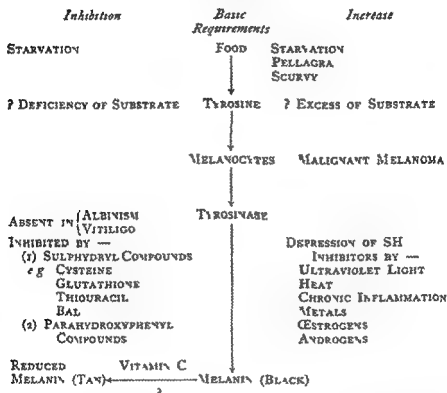 Inhibition Basic Requirements Increase
STARVATION FOOD STARVATION
PELLAGRA
SCURVY
? DEFICIENCY OF SUBSTRATE TYROSINE ? EXCESS OF SUBSTRATE
MELANOCYTES MALIGNANT MELANOMA
ABSENT IN { ALBINISM TYROSINASE
VITILIGO
INHIBITED BY — DEPRESSION OF SH
(1) SULPHYDRYL COMPOUNDS INHIBITORS BY —
e g CYSTEINE ULTRAVIOLET LIGHT
GLUTATHIONE HEAT
THIOURACIL CHRONIC INFLAMMATION
BAL METALS
(2) PARAHYDROXYPHENYL ŒSTROGENS
COMPOUNDS ANDROGENS
REDUCED VITAMIN C
MELANIN (TAN) MELANIN (BLACK)
?